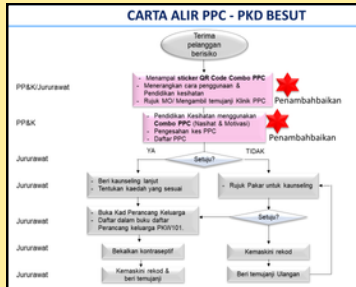 CARTA ALIR PPC - PKD BESUT
Terima
pelanggan
berisiko
PP&K/Jururawat
• Menampal sticker QR Code Combo PPC
• Menerangkan cara penggunaan &
Pendidikan kesihatan
• Rujuk MO/ Mengambil temujanji Klinik PPC
Penambahbaikan
PP&K
• Pendidikan Kesihatan menggunakan
Combo PPC (Nasihat & Motivasi)
• Pengesahan kes PPC
• Daftar PPC
Penambahbaikan
YA
TIDAK
Jururawat
Setuju?
Jururawat
• Beri kaunseling lanjut
• Tentukan kaedah yang sesuai
Rujuk Pakar untuk kaunseling
Jururawat
• Buka Kad Perancang Keluarga
• Daftar dalam buku daftar
Perancang keluarga PKW101.
Setuju?
Jururawat
Bekalkan kontraseptif
Kemaskini rekod
Jururawat
Kemaskini rekod &
beri temujanji
Beri temujanji Ulangan